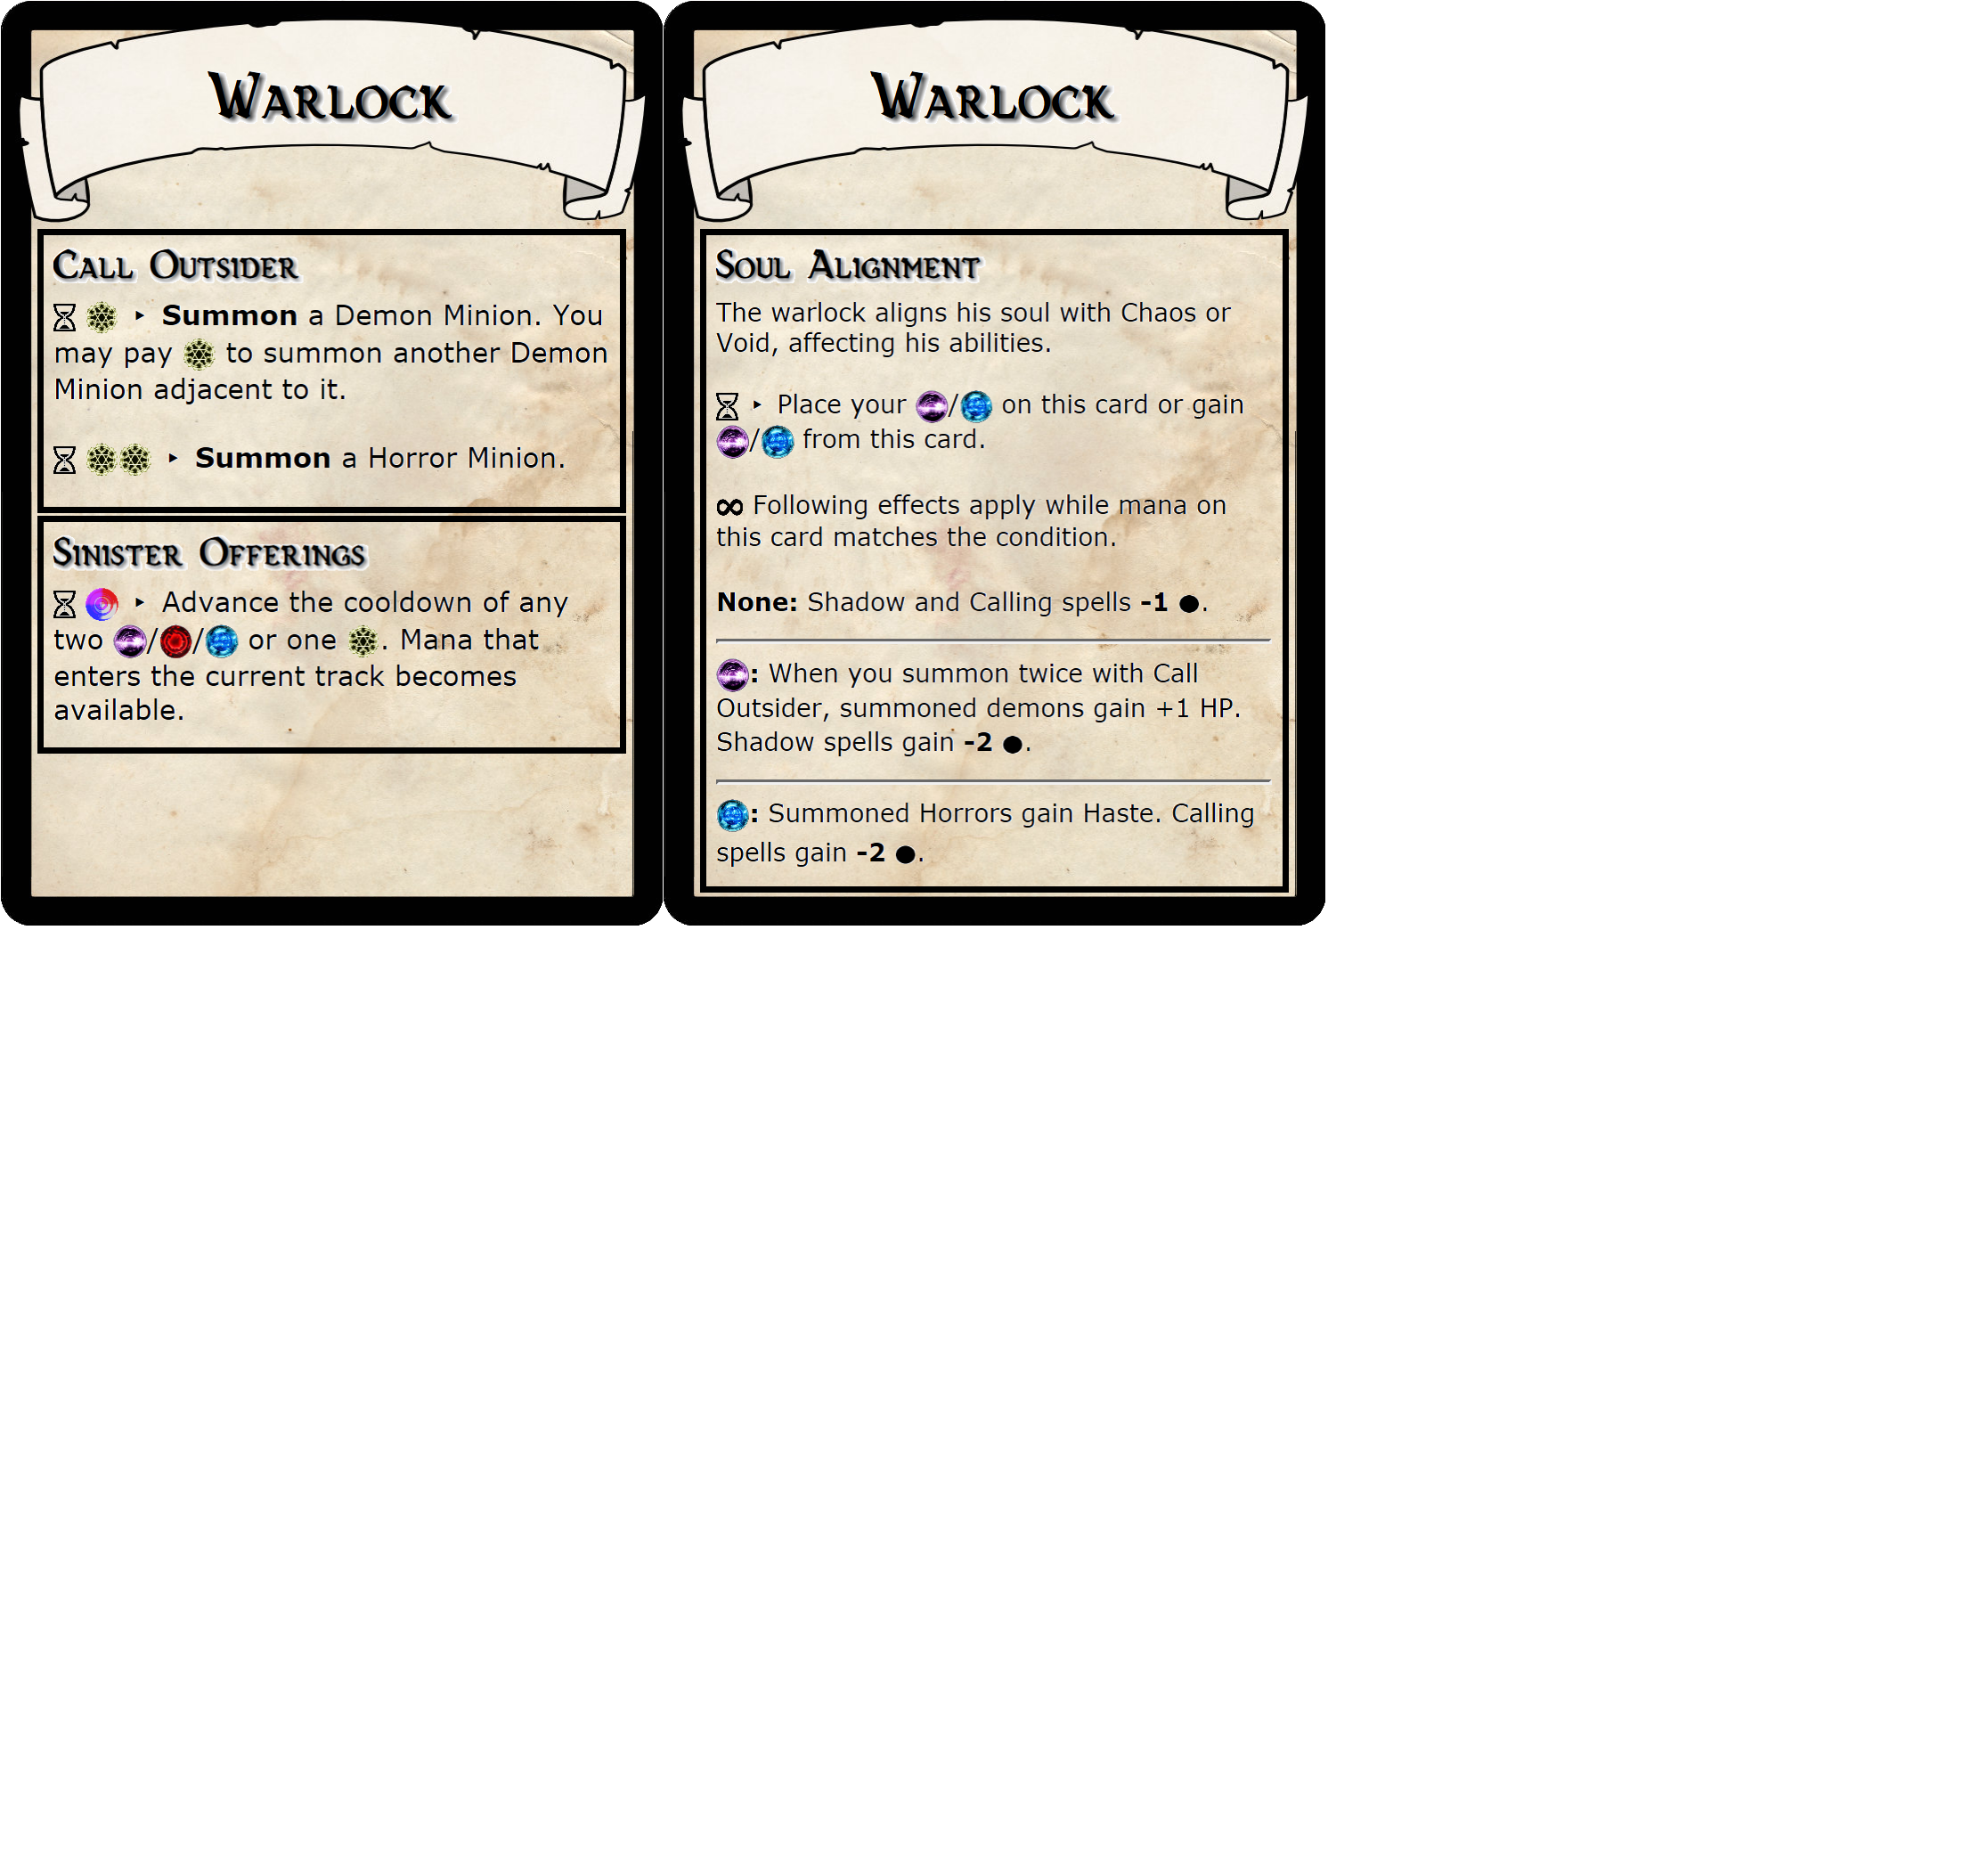 Warlock
Call Outsider
‣ Summon a Demon Minion. You
may pay to summon another Demon
Minion adjacent to it.
‣ Summon a Horror Minion.
Sinister Offerings
‣ Advance the cooldown of any
two / / or one . Mana that
enters the current track becomes
available.
Warlock
Soul Alignment
The warlock aligns his soul with Chaos or
Void, affecting his abilities.
‣ Place your / on this card or gain
/ from this card.
∞ Following effects apply while mana on
this card matches the condition.
None: Shadow and Calling spells -1 ●.
: When you summon twice with Call
Outsider, summoned demons gain +1 HP.
Shadow spells gain -2 ●.
: Summoned Horrors gain Haste. Calling
spells gain -2 ●.